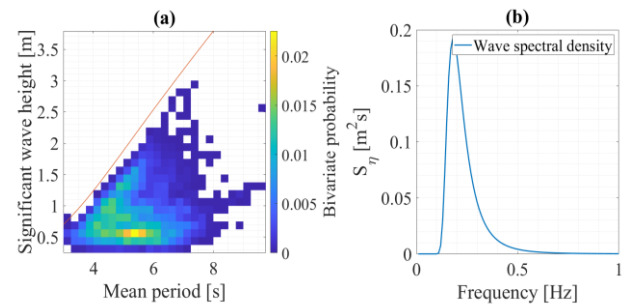 (a)
Significant wave height [m]
3.5
3
2.5
2
1.5
1
0.5
4
6
8
Mean period [s]
0.02
0.015
0.01
0.005
0
Bivariate probability
(b)
Wave spectral density
S_η [m²s]
0.2
0.15
0.1
0.05
0
0
0.5
1
Frequency [Hz]